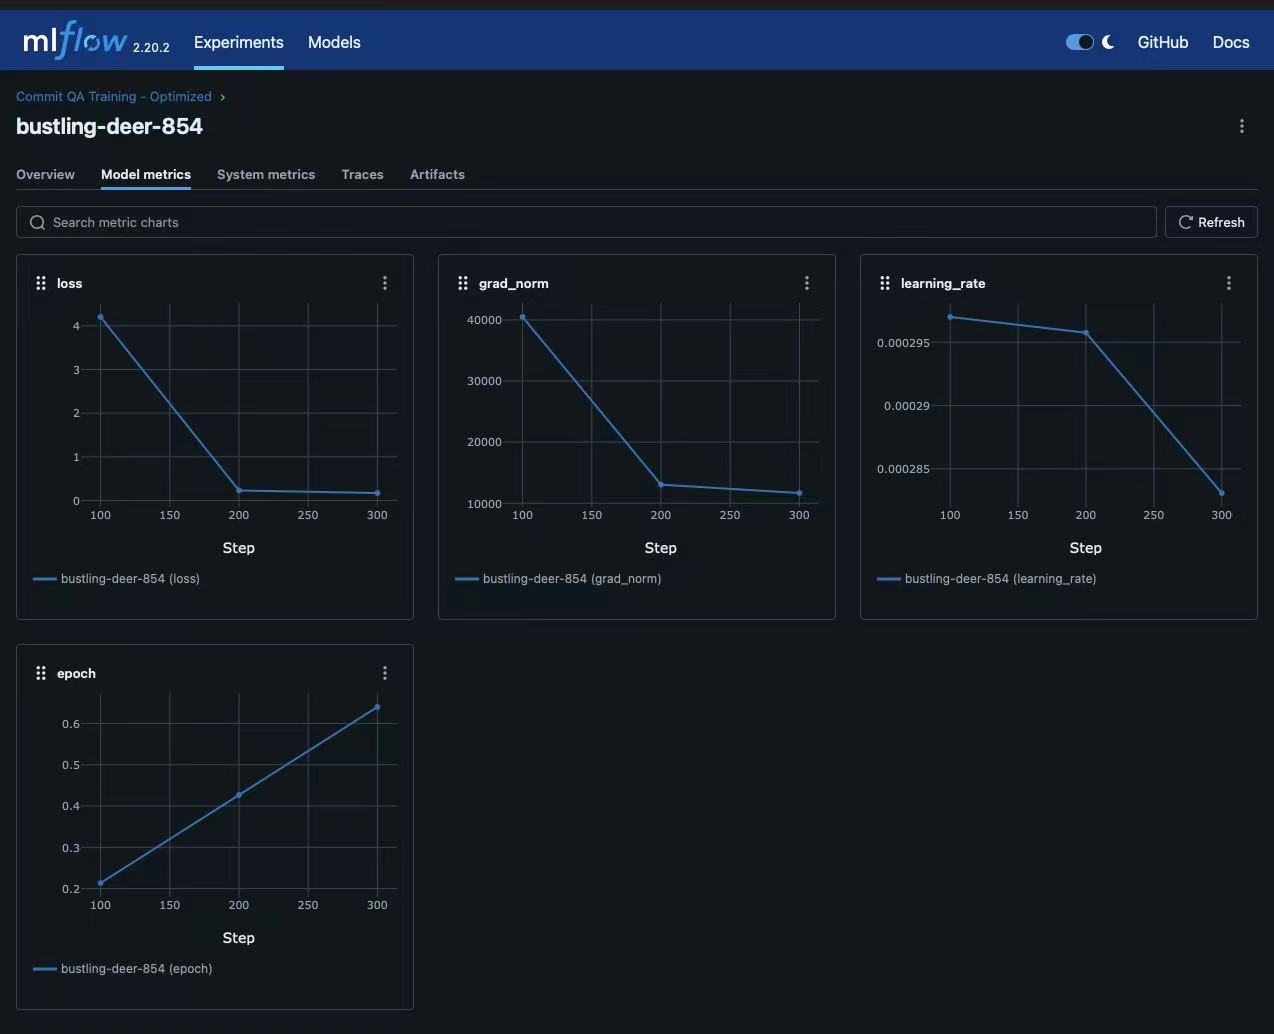 mlflow 2.20.2 Experiments Models GitHub Docs
Commit QA Training - Optimized ›
bustling-deer-854
Overview Model metrics System metrics Traces Artifacts
Search metric charts Refresh
loss
4
3
2
1
0
100 150 200 250 300
Step
bustling-deer-854 (loss)
grad_norm
40000
30000
20000
10000
100 150 200 250 300
Step
bustling-deer-854 (grad_norm)
learning_rate
0.000295
0.00029
0.000285
100 150 200 250 300
Step
bustling-deer-854 (learning_rate)
epoch
0.6
0.5
0.4
0.3
0.2
100 150 200 250 300
Step
bustling-deer-854 (epoch)